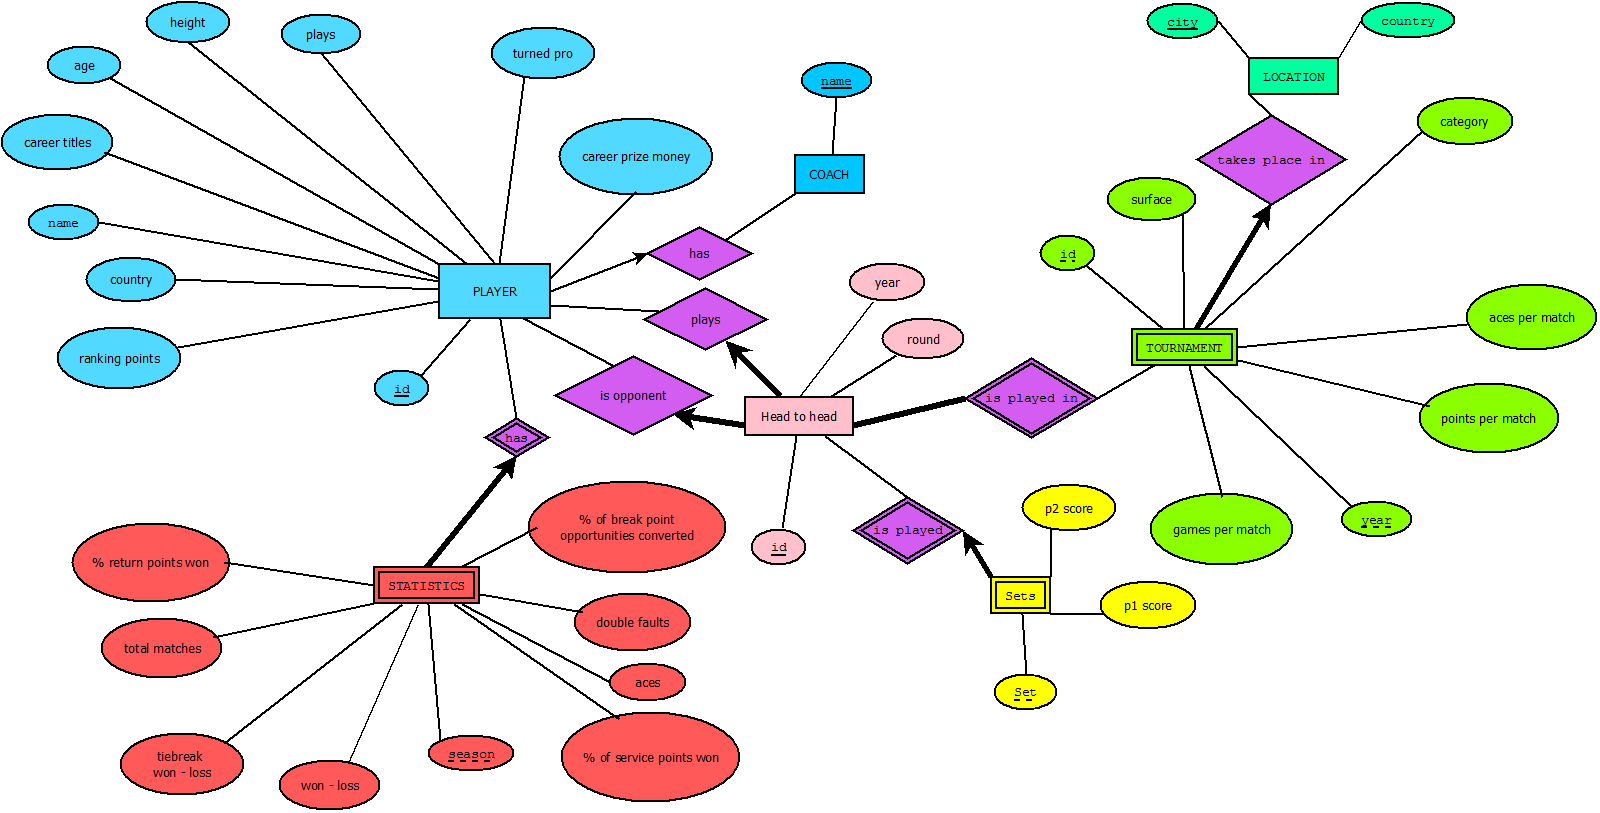 height
plays
turned pro
age
career titles
career prize money
name
country
ranking points
PLAYER
id
name
COACH
has
plays
is opponent
year
round
Head to head
id
is played in
is played
city
country
LOCATION
takes place in
category
surface
id
TOURNAMENT
aces per match
points per match
games per match
year
has
STATISTICS
% return points won
% of break point
opportunities converted
total matches
double faults
aces
tiebreak
won - loss
won - loss
season
% of service points won
p2 score
Sets
p1 score
Set